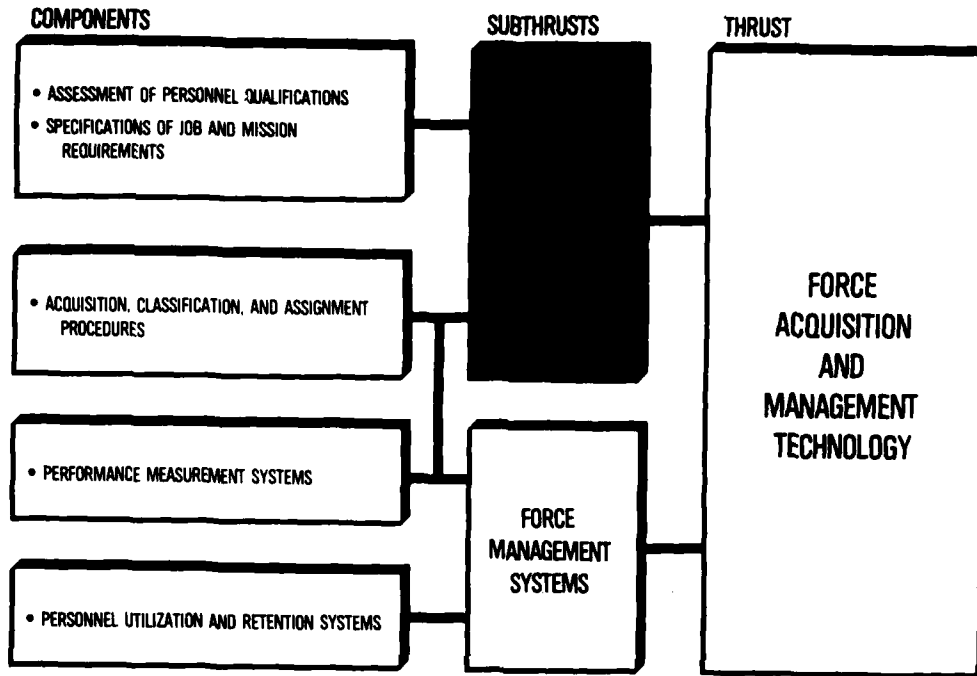 COMPONENTS
SUBTHRUSTS
THRUST
• ASSESSMENT OF PERSONNEL QUALIFICATIONS
• SPECIFICATIONS OF JOB AND MISSION
REQUIREMENTS
• ACQUISITION, CLASSIFICATION, AND ASSIGNMENT
PROCEDURES
• PERFORMANCE MEASUREMENT SYSTEMS
• PERSONNEL UTILIZATION AND RETENTION SYSTEMS
FORCE
MANAGEMENT
SYSTEMS
FORCE
ACQUISITION
AND
MANAGEMENT
TECHNOLOGY